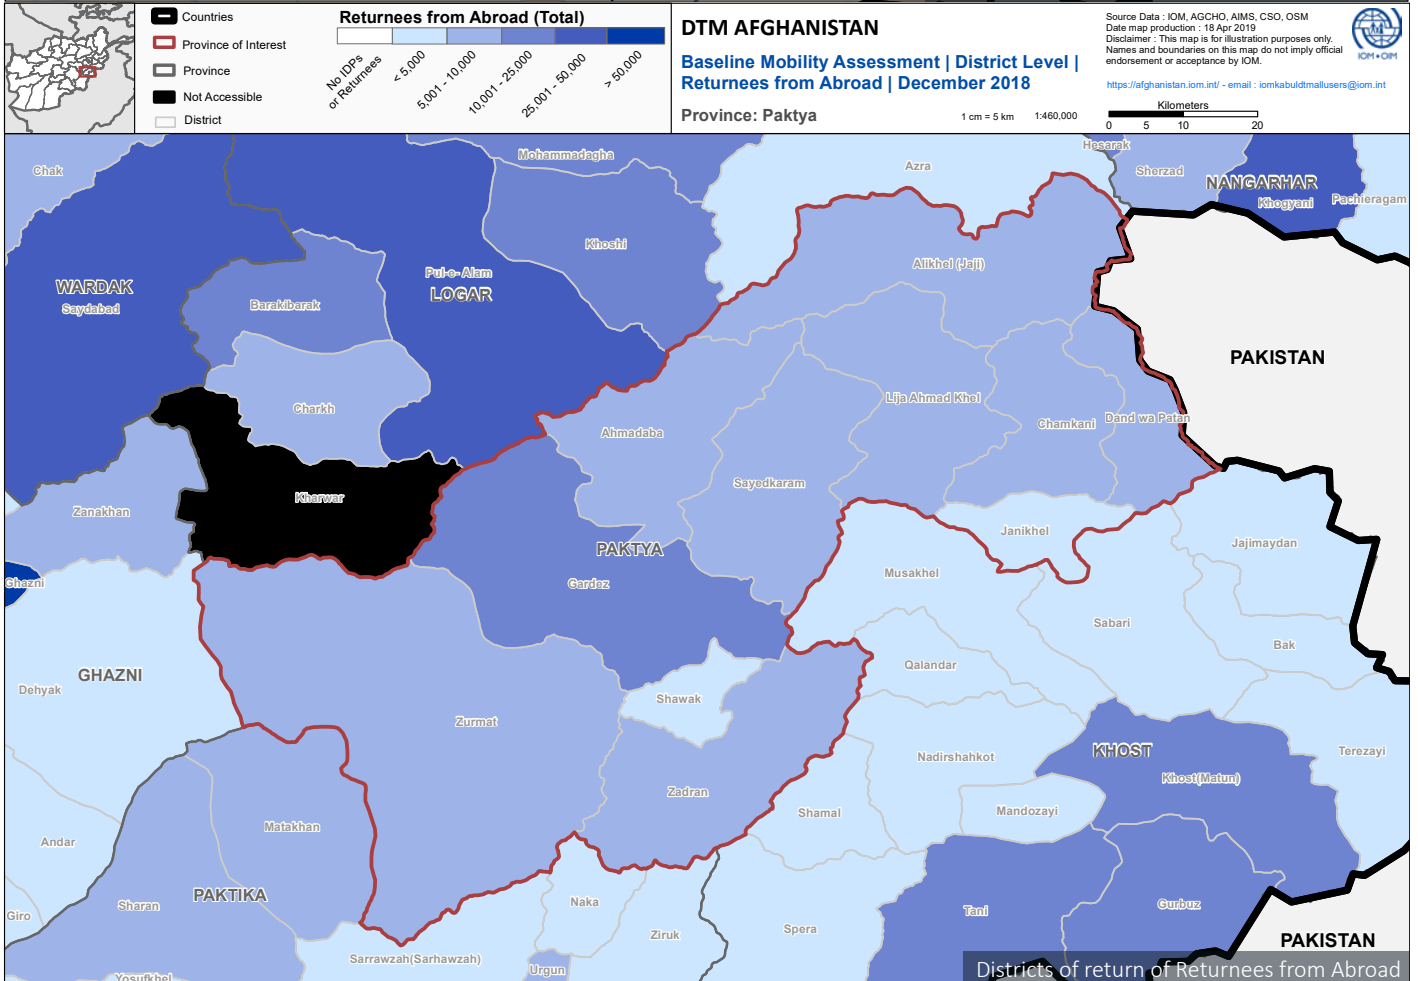 Countries
Province of Interest
Province
Not Accessible
District
Returnees from Abroad (Total)
No IDPs
or Returnees
< 5,000
5,001 - 10,000
10,001 - 25,000
25,001 - 50,000
> 50,000
DTM AFGHANISTAN
Baseline Mobility Assessment | District Level |
Returnees from Abroad | December 2018
Province: Paktya
1 cm = 5 km
1:460,000
Source Data : IOM, AGCHO, AIMS, CSO, OSM
Date map production : 18 Apr 2019
Disclaimer : This map is for illustration purposes only.
Names and boundaries on this map do not imply official
endorsement or acceptance by IOM.
https://afghanistan.iom.int/ - email : iomkabuldtmallusers@iom.int
Kilometers
0 5 10 20
IOM•OIM
Chak
Mohammadagha
Azra
Hesarak
Sherzad
NANGARHAR
Khogyani
Pachieragam
Khoshi
Alikhel (Jaji)
WARDAK
Saydabad
Barakibarak
Pul-e- Alam
LOGAR
PAKISTAN
Charkh
Ahmadaba
Lija Ahmad Khel
Chamkani
Dand wa Patan
Sayedkaram
Kharwar
Zanakhan
Janikhel
Jajimaydan
PAKTYA
Gardez
Ghazni
Musakhel
Sabari
Bak
GHAZNI
Dehyak
Qalandar
Shawak
Zurmat
Nadirshahkot
KHOST
Khost(Matun)
Terezayi
Zadran
Matakhan
Shamal
Mandozayi
Andar
PAKTIKA
Sharan
Giro
Naka
Ziruk
Spera
Tani
Gurbuz
PAKISTAN
Sarrawzah(Sarhawzah)
Urgun
Yosufkhel
Districts of return of Returnees from Abroad